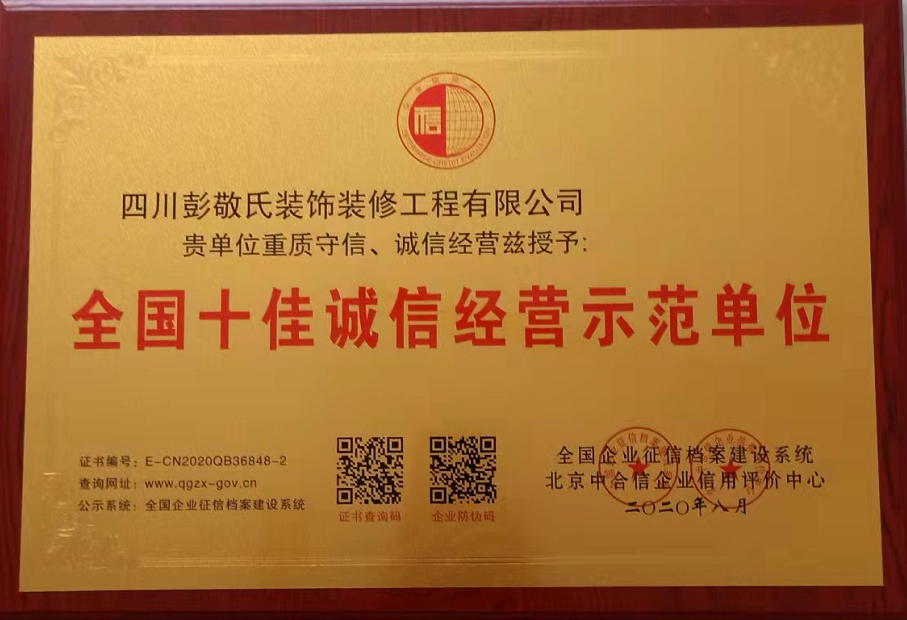 信
四川彭敬氏装饰装修工程有限公司
贵单位重质守信、诚信经营兹授予:
全国十佳诚信经营示范单位
证书编号: E-CN2020QB36848-2
查询网址: www.qgzx-gov.cn
公示系统: 全国企业征信档案建设系统
证书查询码
企业防伪码
全国企业征信档案建设系统
北京中合信企业信用评价中心
二〇二〇年八月